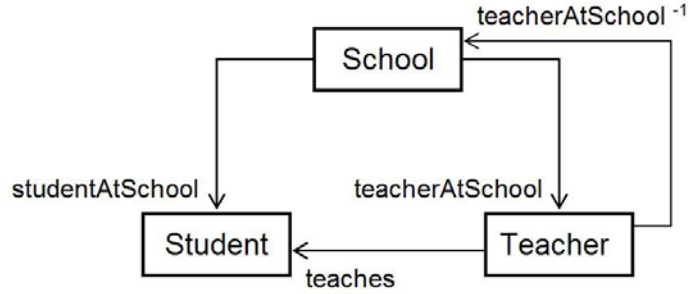 teacherAtSchool -1
School
studentAtSchool
teacherAtSchool
Student
Teacher
teaches